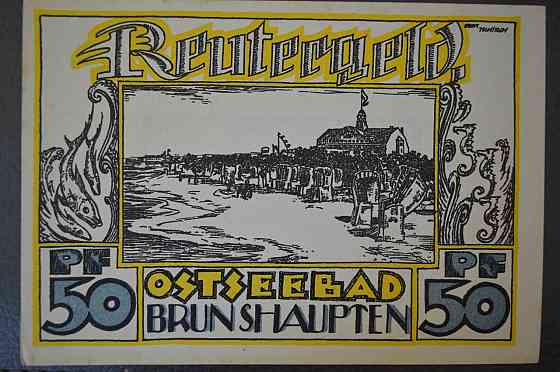 Reutergeld.
PF 50
OSTSEEBAD
BRUNSHAUPTEN
PF 50